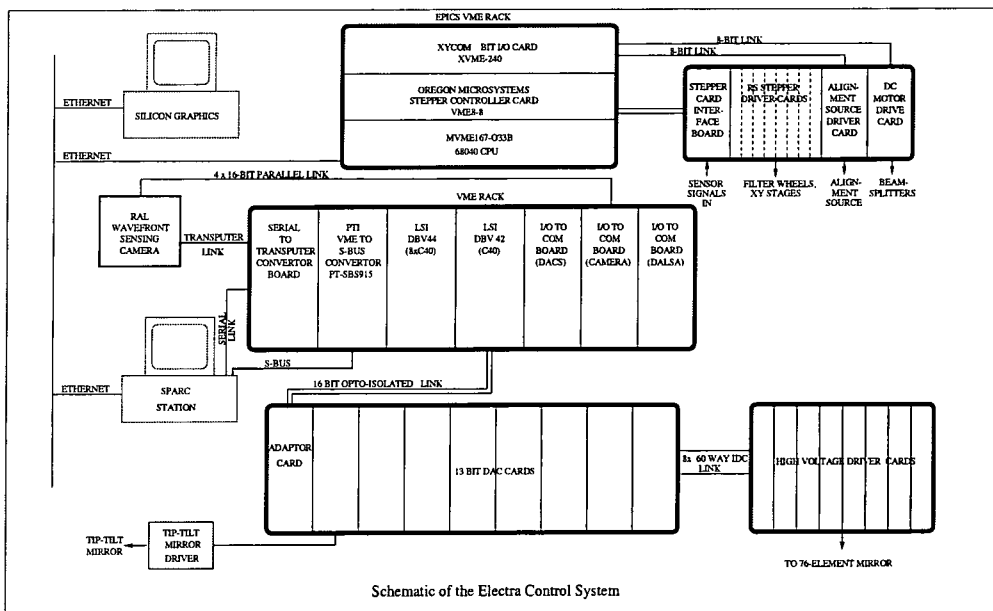 EPICS VME RACK
XYCOM BIT I/O CARD
XVME-240
OREGON MICROSYSTEMS
STEPPER CONTROLLER CARD
VME8-8
MVME167-O33B
68040 CPU
8-BIT LINK
8-BIT LINK
STEPPER
CARD
INTER-
FACE
BOARD
RS STEPPER
DRIVER-CARDS
ALIGN-
MENT
SOURCE
DRIVER
CARD
DC
MOTOR
DRIVE
CARD
SENSOR
SIGNALS
IN
FILTER WHEELS,
XY STAGES
ALIGN-
MENT
SOURCE
BEAM-
SPLITTERS
ETHERNET
SILICON GRAPHICS
ETHERNET
4 x 16-BIT PARALLEL LINK
VME RACK
RAL
WAVEFRONT
SENSING
CAMERA
TRANSPUTER
LINK
SERIAL
TO
TRANSPUTER
CONVERTOR
BOARD
PTI
VME TO
S-BUS
CONVERTOR
PT-SBS915
LSI
DBV44
(8xC40)
LSI
DBV 42
(C40)
I/O TO
COM
BOARD
(DACS)
I/O TO
COM
BOARD
(CAMERA)
I/O TO
COM
BOARD
(DALSA)
SERIAL
LINK
S-BUS
ETHERNET
SPARC
STATION
16 BIT OPTO-ISOLATED LINK
ADAPTOR
CARD
13 BIT DAC CARDS
8x 60 WAY IDC
LINK
HIGH VOLTAGE DRIVER CARDS
TIP-TILT
MIRROR
TIP-TILT
MIRROR
DRIVER
TO 76-ELEMENT MIRROR
Schematic of the Electra Control System